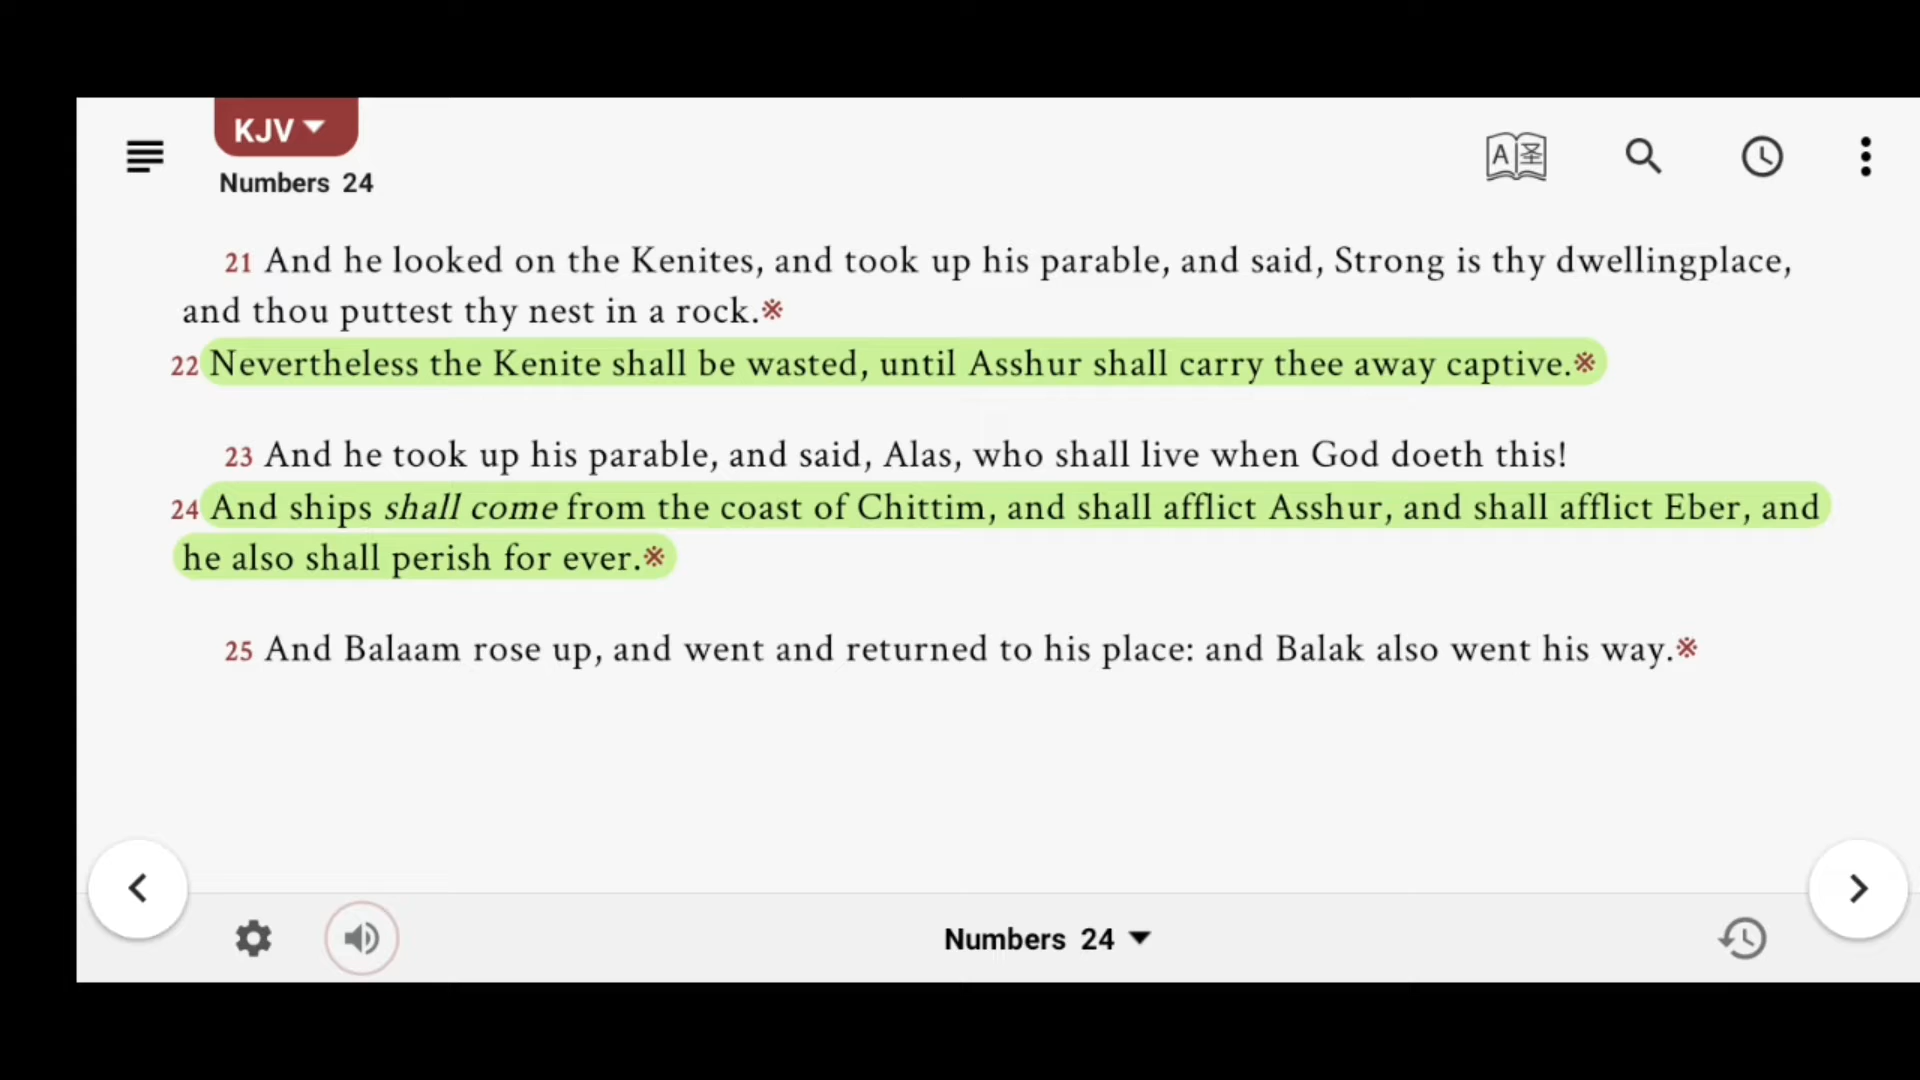 KJV
Numbers 24
A 圣
21 And he looked on the Kenites, and took up his parable, and said, Strong is thy dwellingplace,
and thou puttest thy nest in a rock.※
22 Nevertheless the Kenite shall be wasted, until Asshur shall carry thee away captive.※
23 And he took up his parable, and said, Alas, who shall live when God doeth this!
24 And ships shall come from the coast of Chittim, and shall afflict Asshur, and shall afflict Eber, and
he also shall perish for ever.※
25 And Balaam rose up, and went and returned to his place: and Balak also went his way.※
Numbers 24